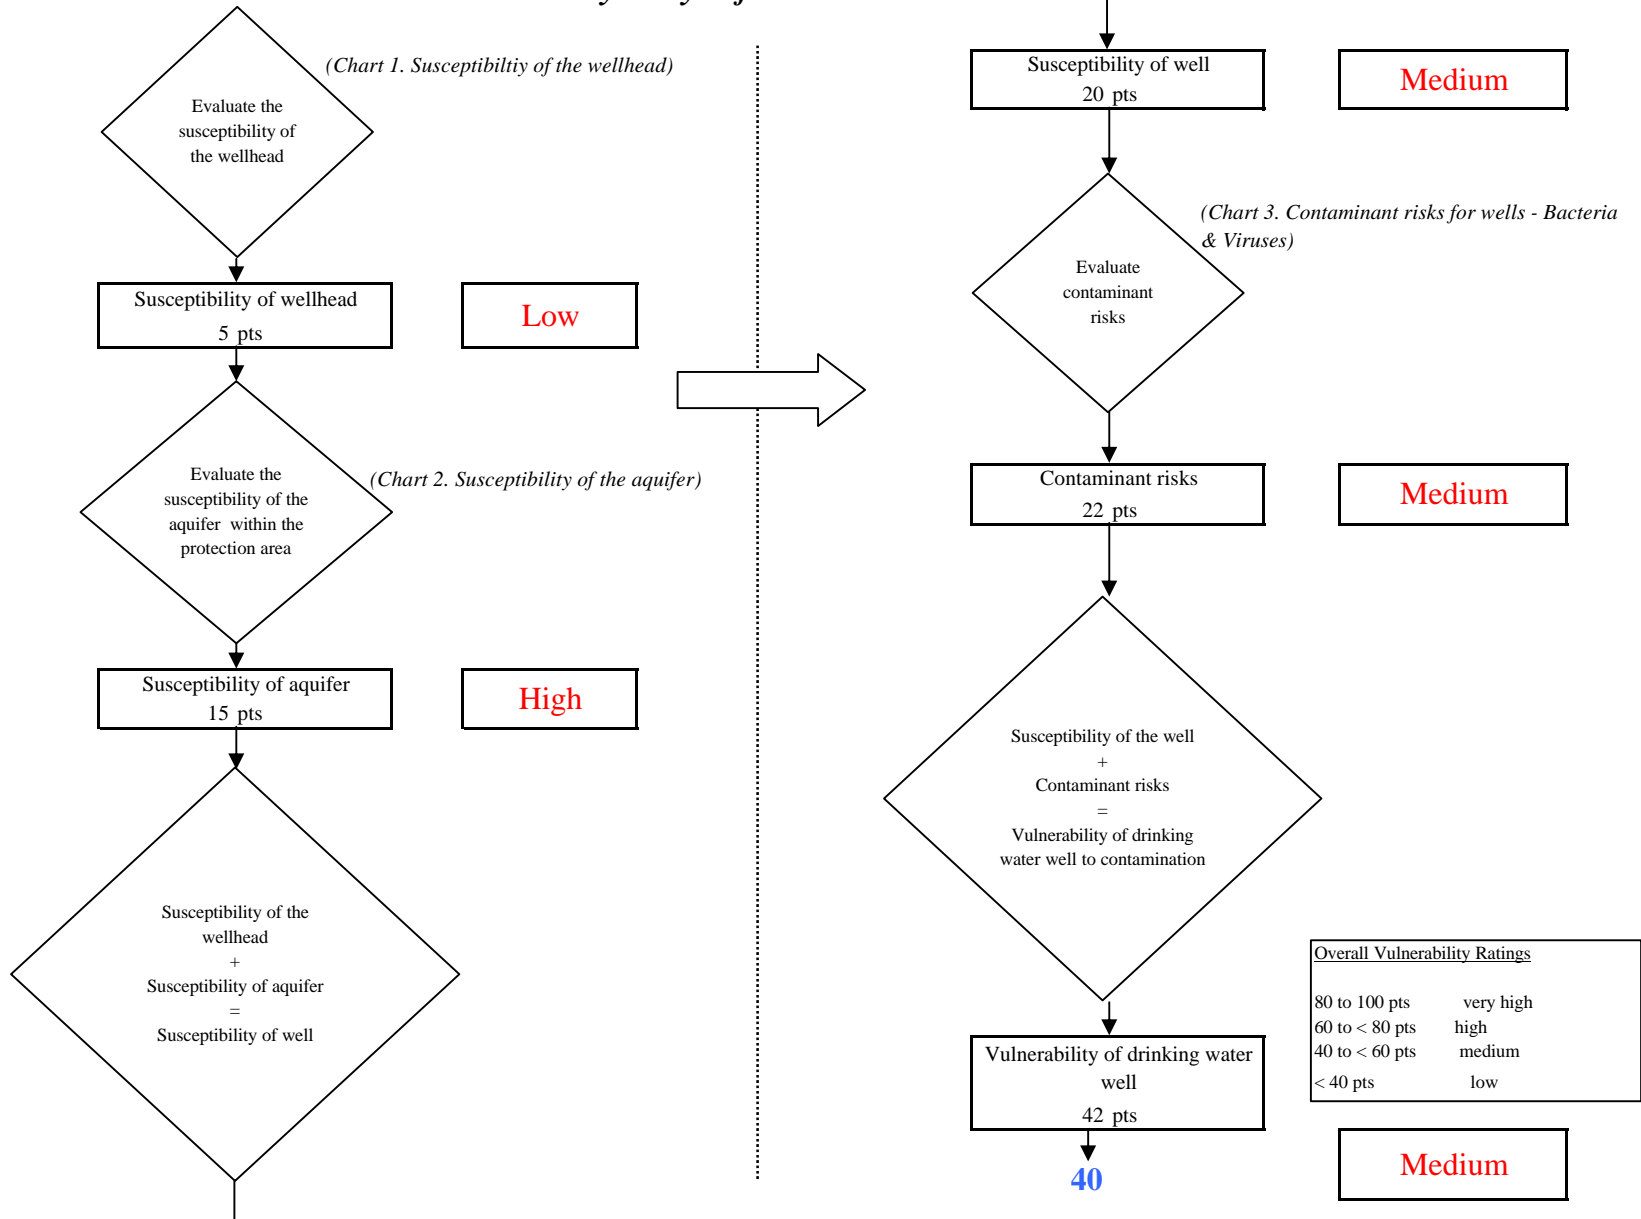 (Chart 1. Susceptibiltiy of the wellhead)
Evaluate the
susceptibility of
the wellhead
Susceptibility of wellhead
5 pts
Low
Evaluate the
susceptibility of the
aquifer within the
protection area
(Chart 2. Susceptibility of the aquifer)
Susceptibility of aquifer
15 pts
High
Susceptibility of the
wellhead
+
Susceptibility of aquifer
=
Susceptibility of well
Susceptibility of well
20 pts
Medium
(Chart 3. Contaminant risks for wells - Bacteria
& Viruses)
Evaluate
contaminant
risks
Contaminant risks
22 pts
Medium
Susceptibility of the well
+
Contaminant risks
=
Vulnerability of drinking
water well to contamination
Overall Vulnerability Ratings
80 to 100 pts very high
60 to < 80 pts high
40 to < 60 pts medium
< 40 pts low
Vulnerability of drinking water
well
42 pts
40
Medium